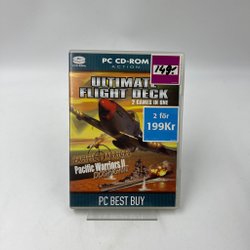 PC CD-ROM
ACTION
ULTIMATE
FLIGHT DECK
2 GAMES IN ONE
2 för
199Kr
Pacific Warriors II
PC BEST BUY